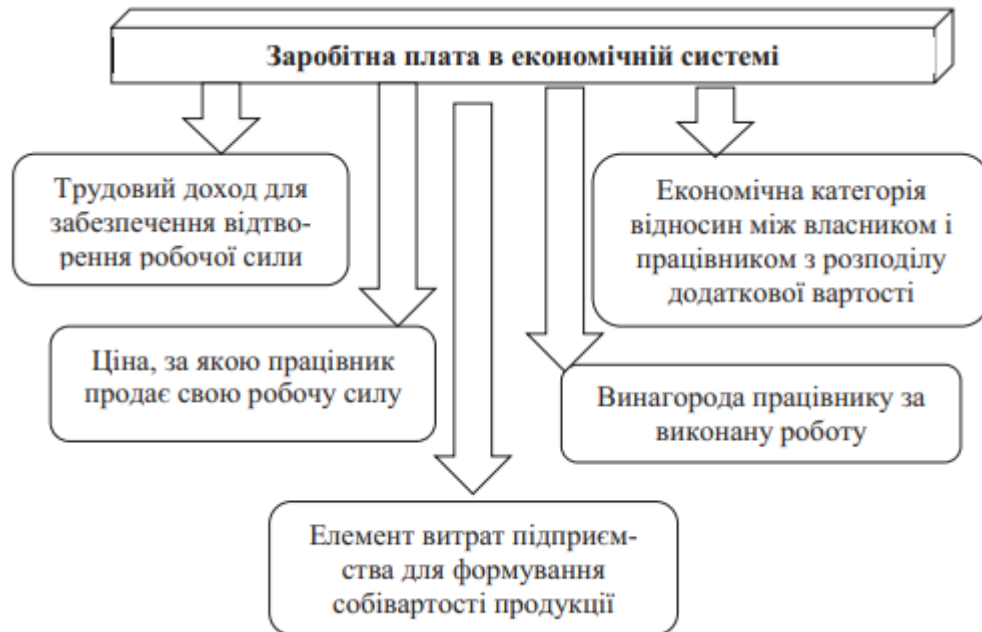 Заробітна плата в економічній системі
Трудовий доход для
забезпечення відтво-
рення робочої сили
Економічна категорія
відносин між власником і
працівником з розподілу
додаткової вартості
Ціна, за якою працівник
продає свою робочу силу
Винагорода працівнику за
виконану роботу
Елемент витрат підприєм-
ства для формування
собівартості продукції